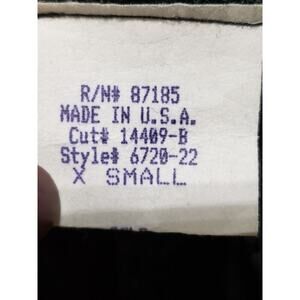 R/N# 87185
MADE IN U.S.A.
Cut# 14409-B
Style# 6720-22
X SMALL